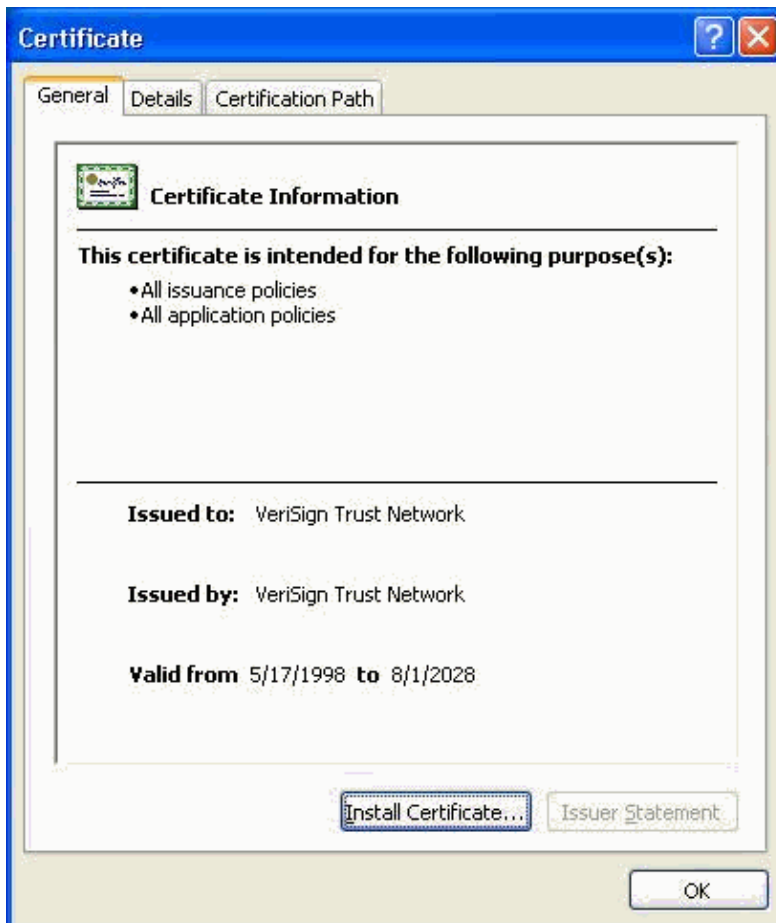 Certificate
General Details Certification Path
Certificate Information
This certificate is intended for the following purpose(s):
•All issuance policies
•All application policies
Issued to: VeriSign Trust Network
Issued by: VeriSign Trust Network
Valid from 5/17/1998 to 8/1/2028
Install Certificate... Issuer Statement
OK